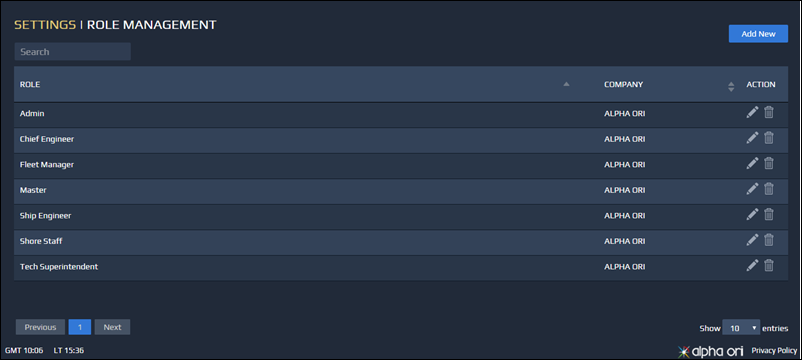 SETTINGS | ROLE MANAGEMENT
Add New
Search
ROLE COMPANY ACTION
Admin ALPHA ORI
Chief Engineer ALPHA ORI
Fleet Manager ALPHA ORI
Master ALPHA ORI
Ship Engineer ALPHA ORI
Shore Staff ALPHA ORI
Tech Superintendent ALPHA ORI
Previous 1 Next Show 10 entries
GMT 10:06 LT 15:36 alpha ori Privacy Policy